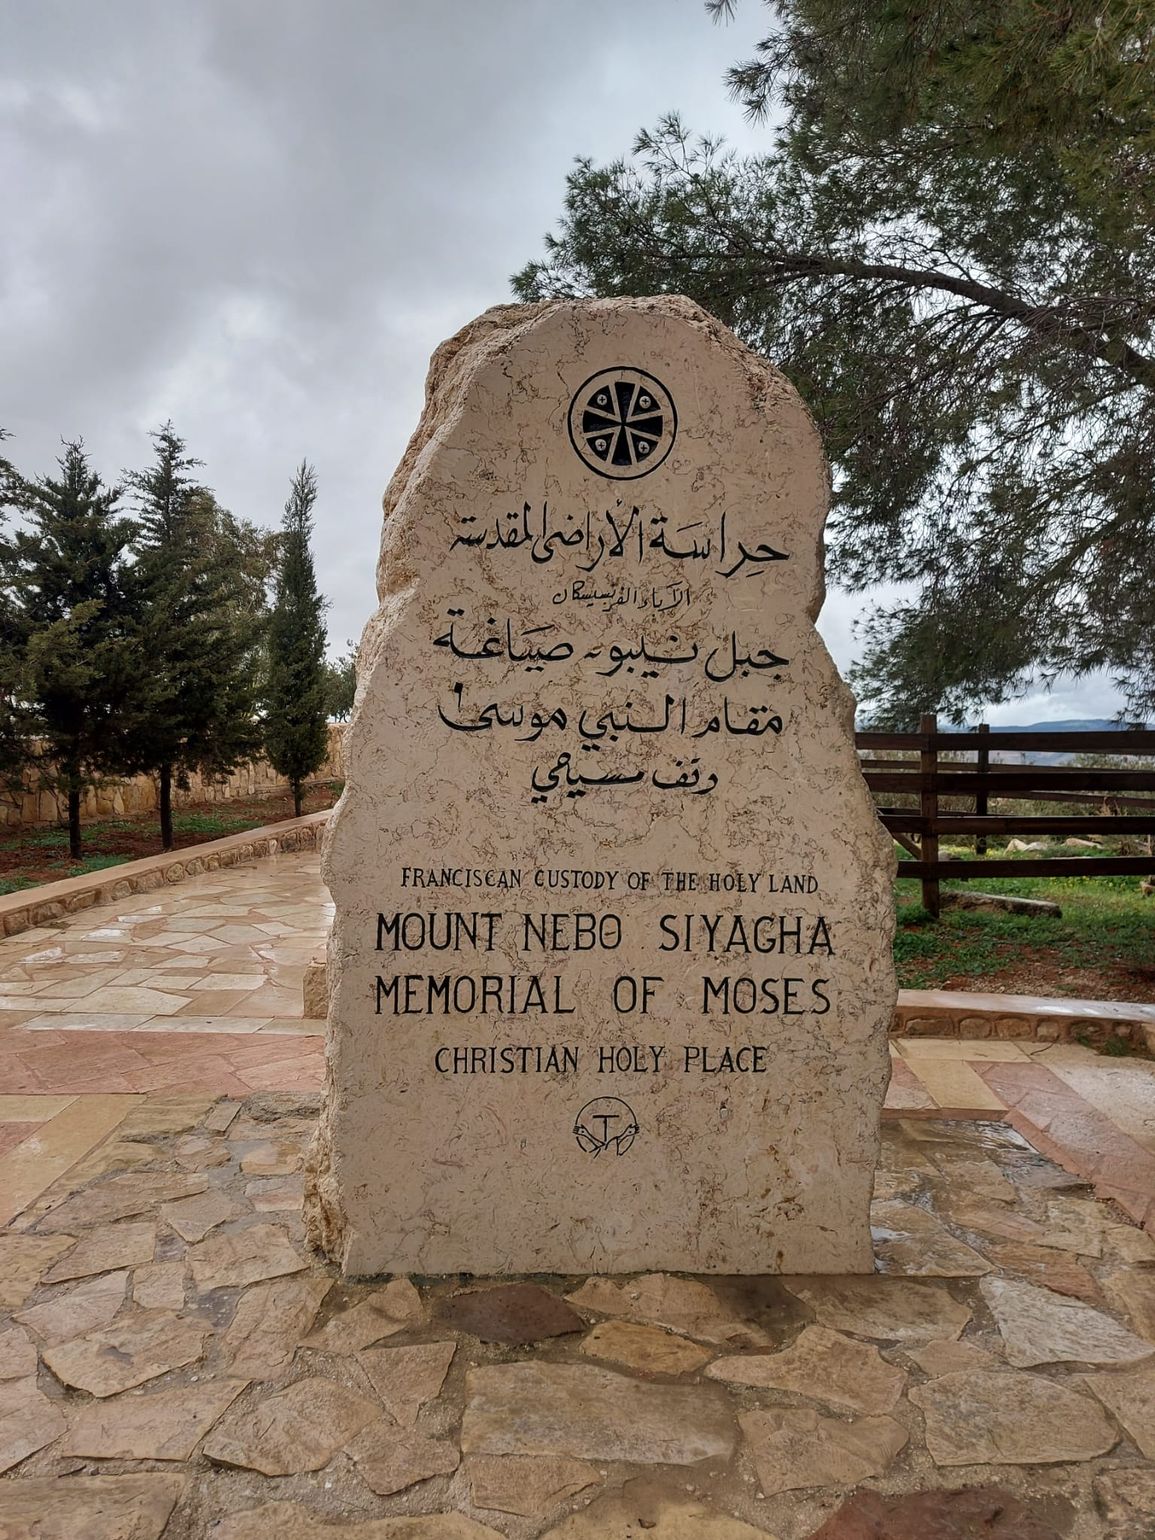 حراسة الأراضي المقدسة
الآباء الفرنسيسكان
جبل نيبو - صياغة
مقام النبي موسى
وقف مسيحي
FRANCISCAN CUSTODY OF THE HOLY LAND
MOUNT NEBO SIYAGHA
MEMORIAL OF MOSES
CHRISTIAN HOLY PLACE